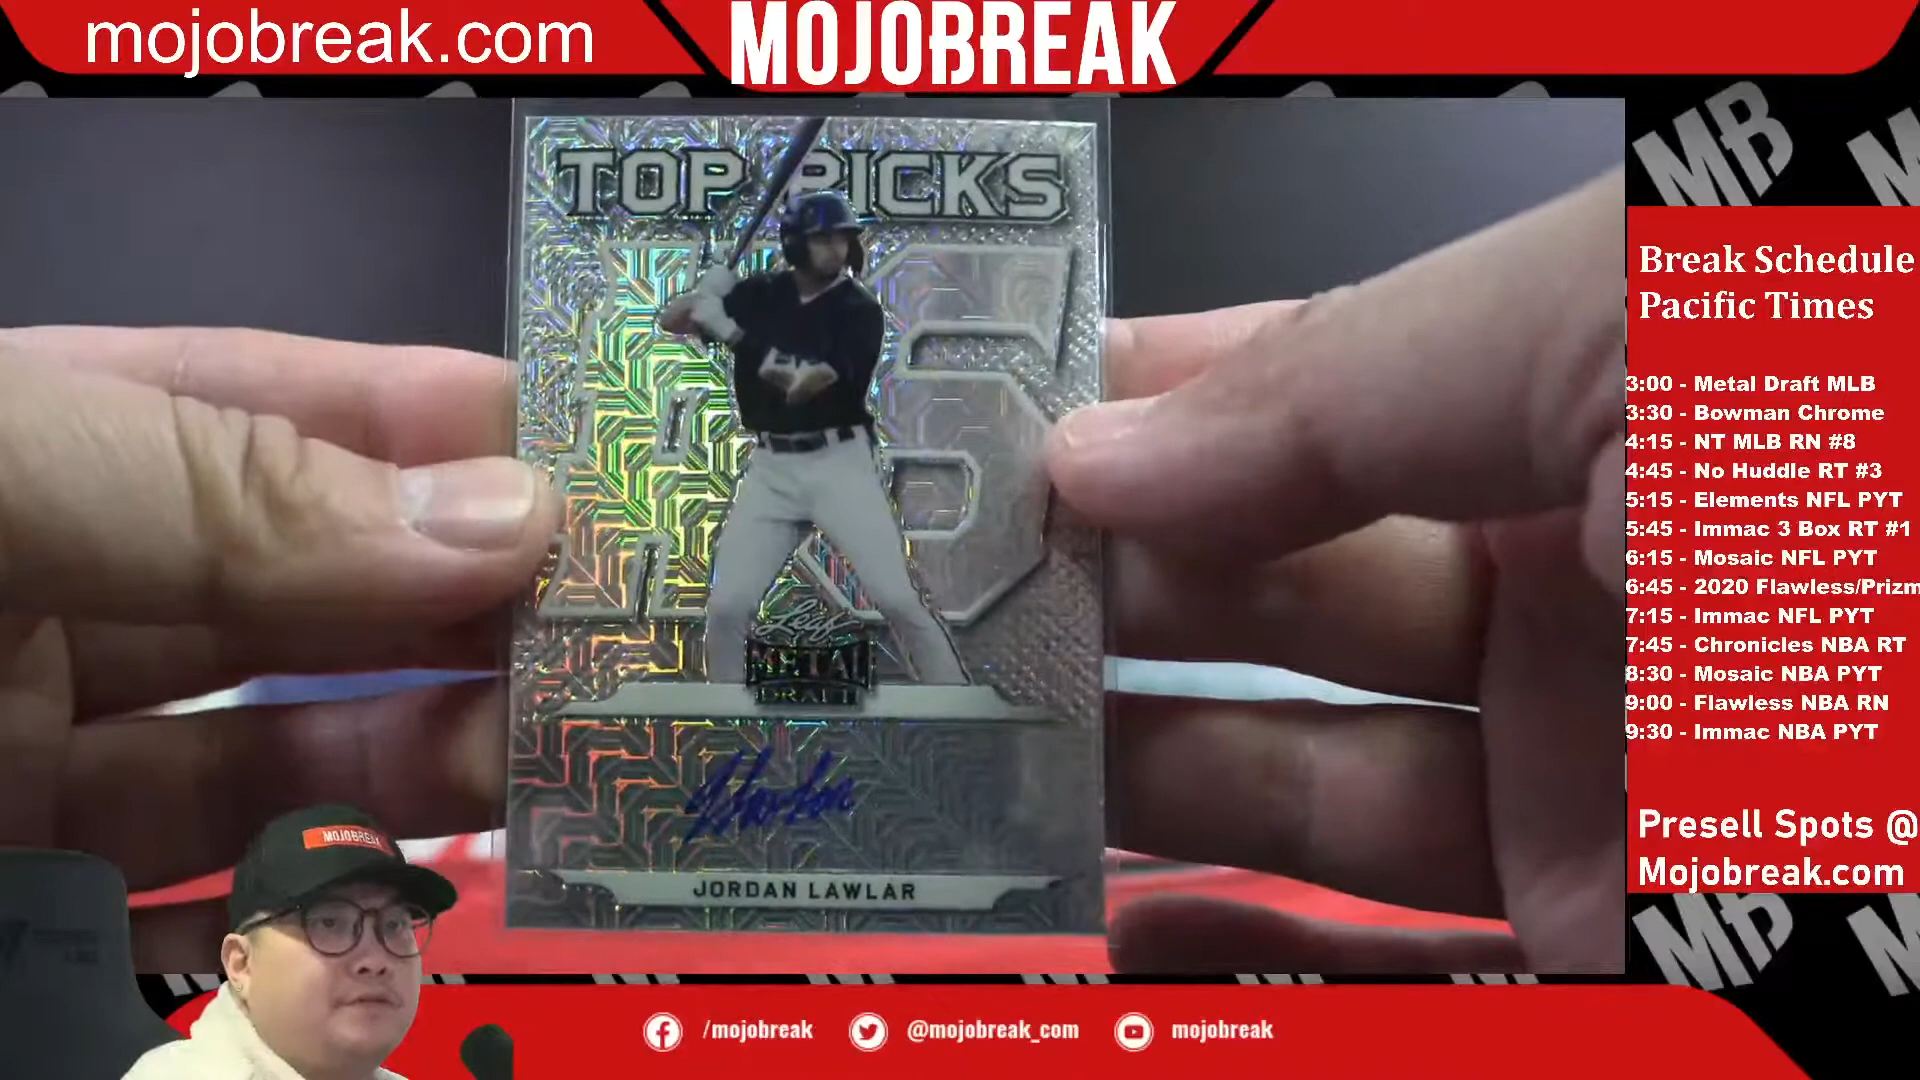 mojobreak.com
MOJOBREAK
TOP PICKS
Leaf
METAL
DRAFT
JORDAN LAWLAR
MOJOBREAK
Break Schedule
Pacific Times
3:00 - Metal Draft MLB
3:30 - Bowman Chrome
4:15 - NT MLB RN #8
4:45 - No Huddle RT #3
5:15 - Elements NFL PYT
5:45 - Immac 3 Box RT #1
6:15 - Mosaic NFL PYT
6:45 - 2020 Flawless/Prizm
7:15 - Immac NFL PYT
7:45 - Chronicles NBA RT
8:30 - Mosaic NBA PYT
9:00 - Flawless NBA RN
9:30 - Immac NBA PYT
Presell Spots @
Mojobreak.com
MB
MB
/mojobreak
@mojobreak_com
mojobreak